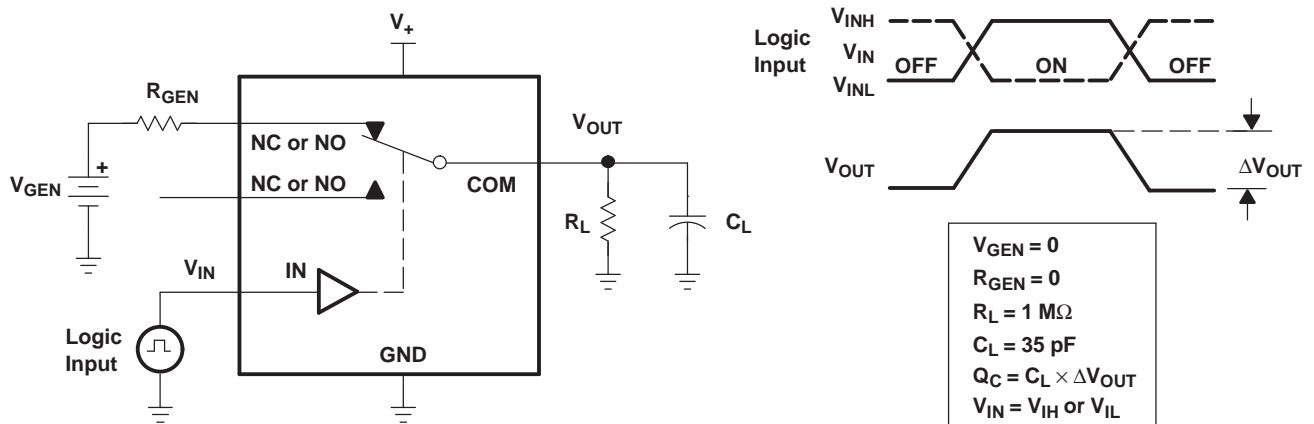 V+
RGEN
NC or NO
NC or NO
COM
VOUT
VGEN
+
RL
CL
VIN
IN
Logic
Input
GND
Logic
Input
VINH
VIN
VINL
OFF
ON
OFF
VOUT
ΔVOUT
VGEN = 0
RGEN = 0
RL = 1 MΩ
CL = 35 pF
QC = CL × ΔVOUT
VIN = VIH or VIL